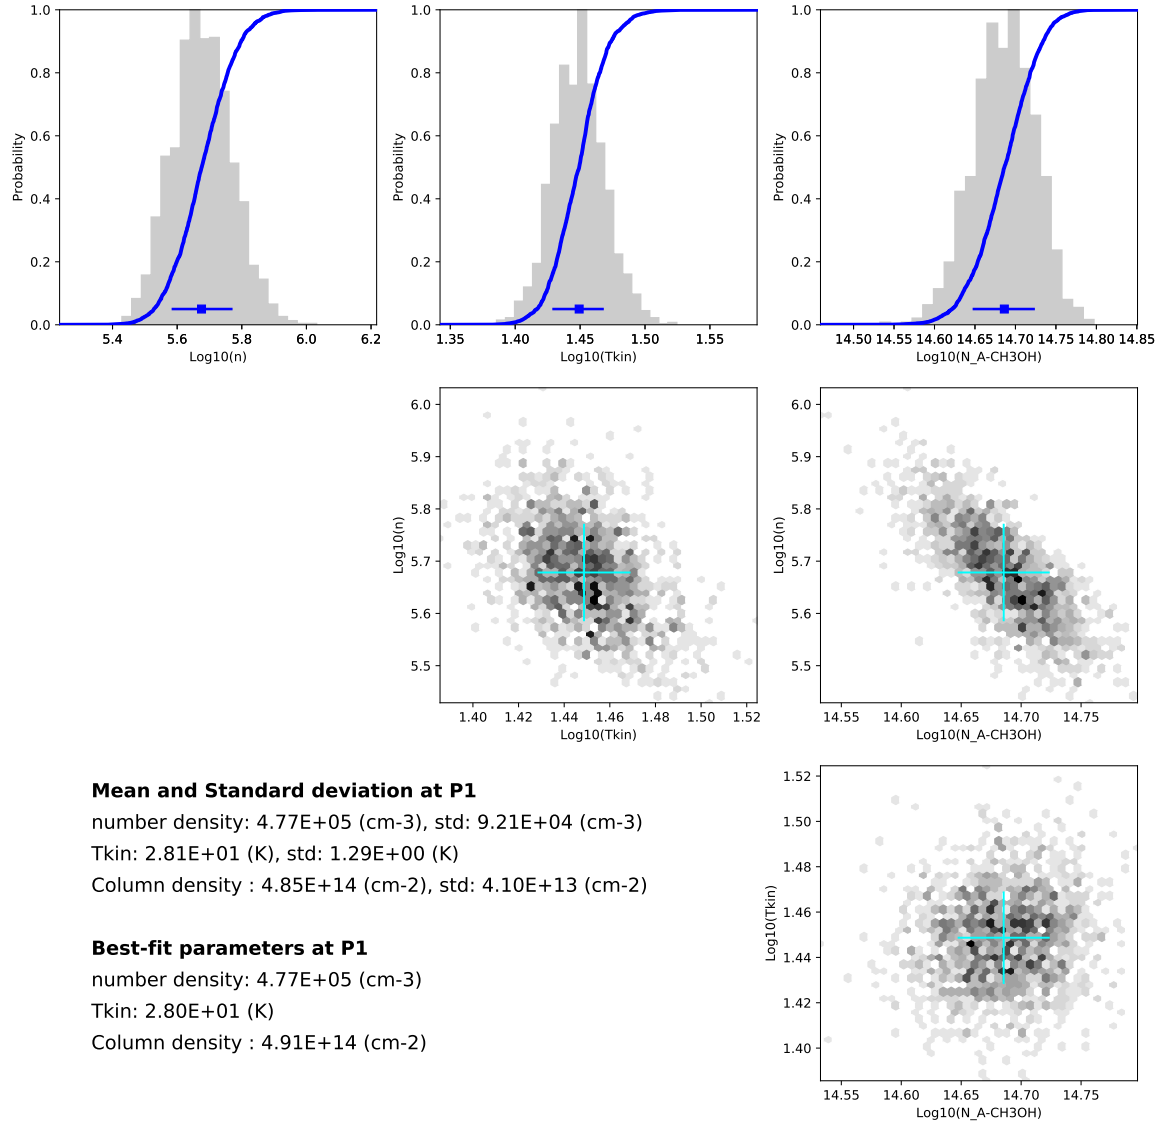 1.0 1.0 1.0
0.8 0.8 0.8
0.6 0.6 0.6
Probability Probability Probability
0.4 0.4 0.4
0.2 0.2 0.2
0.0 0.0 0.0
5.4 5.6 5.8 6.0 6.2 1.35 1.40 1.45 1.50 1.55 14.50 14.55 14.60 14.65 14.70 14.75 14.80 14.85
Log10(n) Log10(Tkin) Log10(N_A-CH3OH)
6.0 6.0
5.9 5.9
5.8 5.8
Log10(n) Log10(n)
5.7 5.7
5.6 5.6
5.5 5.5
1.40 1.42 1.44 1.46 1.48 1.50 1.52 14.55 14.60 14.65 14.70 14.75
Log10(Tkin) Log10(N_A-CH3OH)
Mean and Standard deviation at P1
number density: 4.77E+05 (cm-3), std: 9.21E+04 (cm-3)
Tkin: 2.81E+01 (K), std: 1.29E+00 (K)
Column density : 4.85E+14 (cm-2), std: 4.10E+13 (cm-2)
Best-fit parameters at P1
number density: 4.77E+05 (cm-3)
Tkin: 2.80E+01 (K)
Column density : 4.91E+14 (cm-2)
1.52
1.50
1.48
1.46
Log10(Tkin)
1.44
1.42
1.40
14.55 14.60 14.65 14.70 14.75
Log10(N_A-CH3OH)